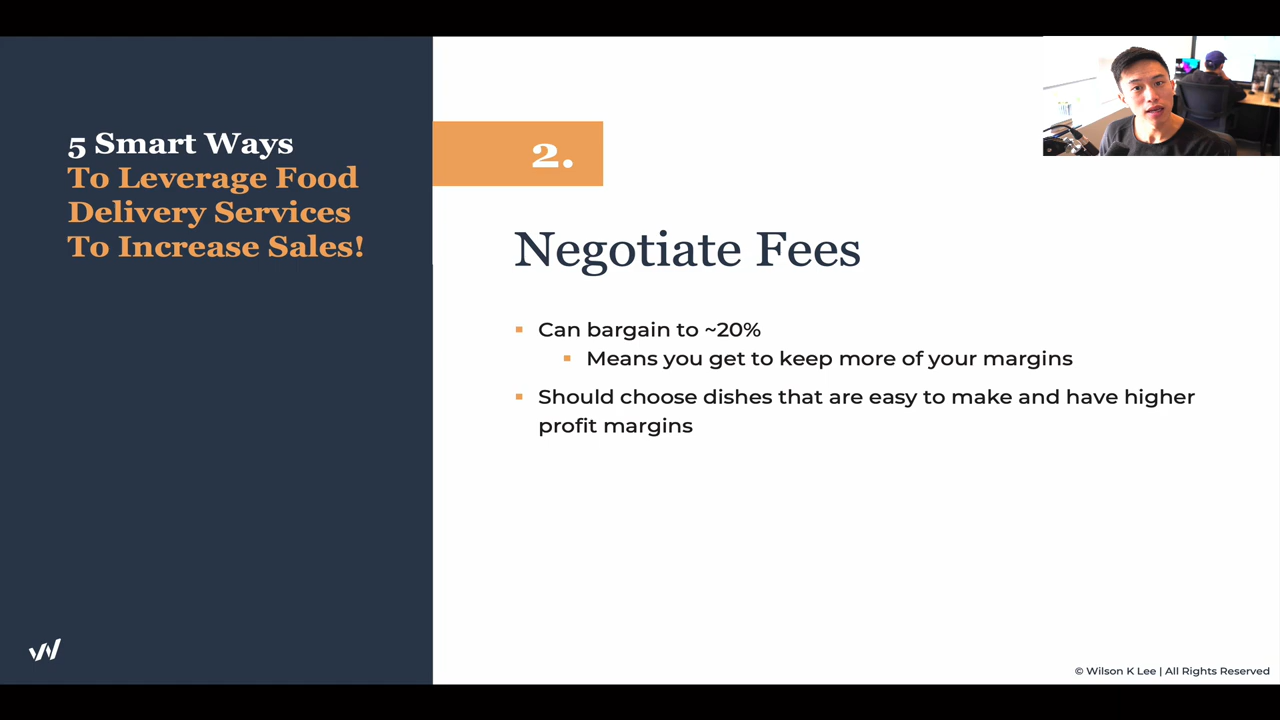 5 Smart Ways
To Leverage Food
Delivery Services
To Increase Sales!
2.
Negotiate Fees
Can bargain to ~20%
Means you get to keep more of your margins
Should choose dishes that are easy to make and have higher
profit margins
© Wilson K Lee | All Rights Reserved